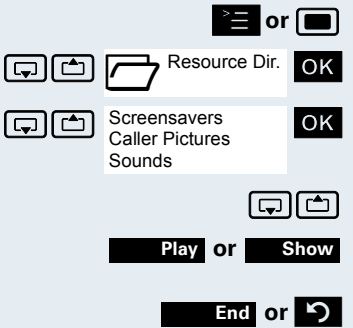 or
Resource Dir. OK
Screensavers OK
Caller Pictures
Sounds
Play or Show
End or